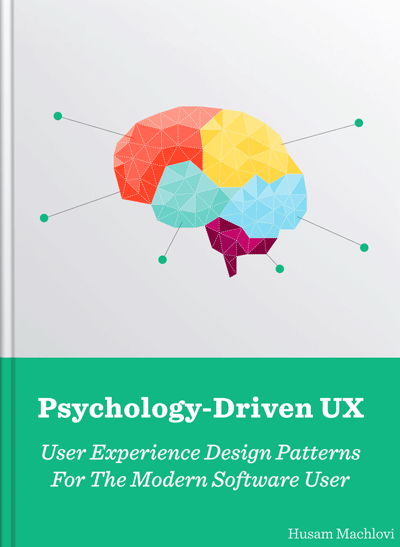 Psychology-Driven UX
User Experience Design Patterns
For The Modern Software User
Husam Machlovi